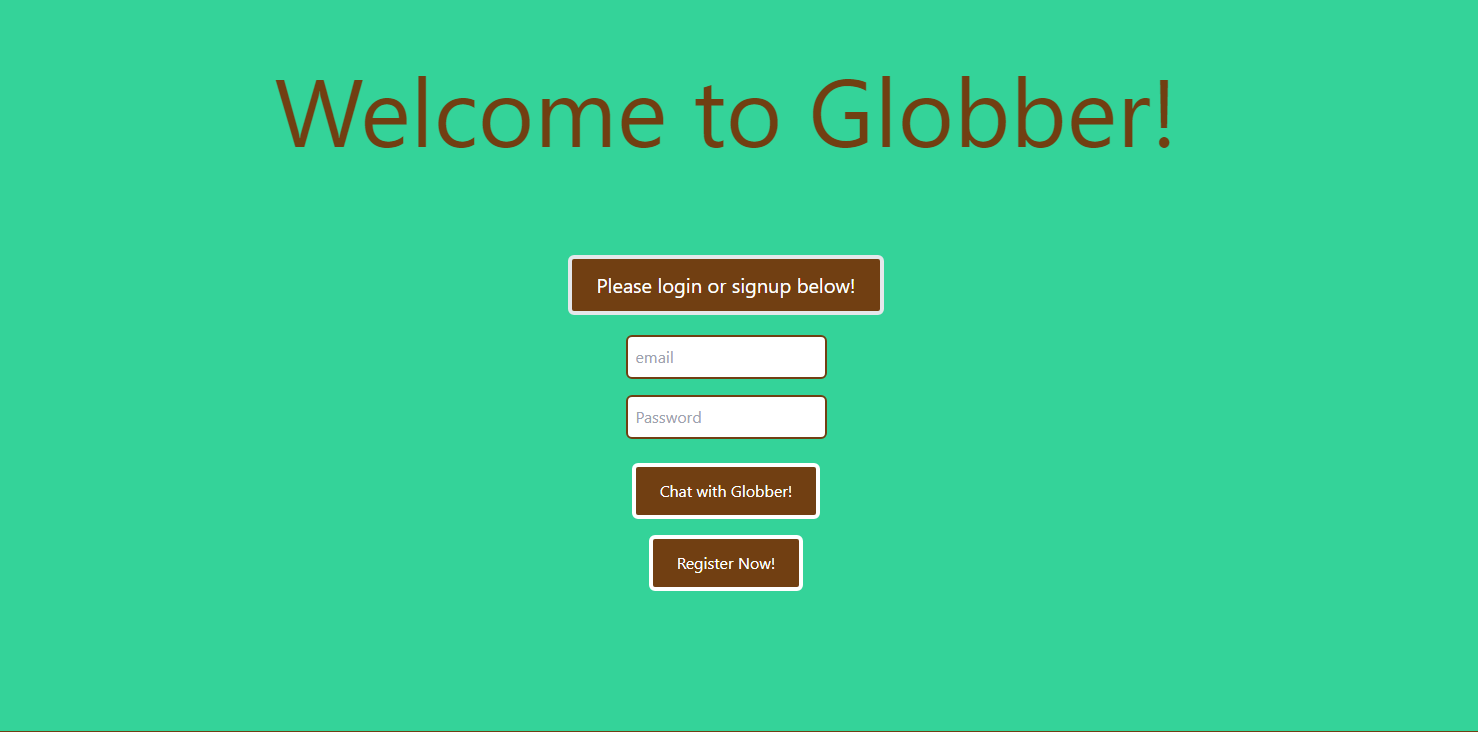 Welcome to Globber!
Please login or signup below!
email
Password
Chat with Globber!
Register Now!